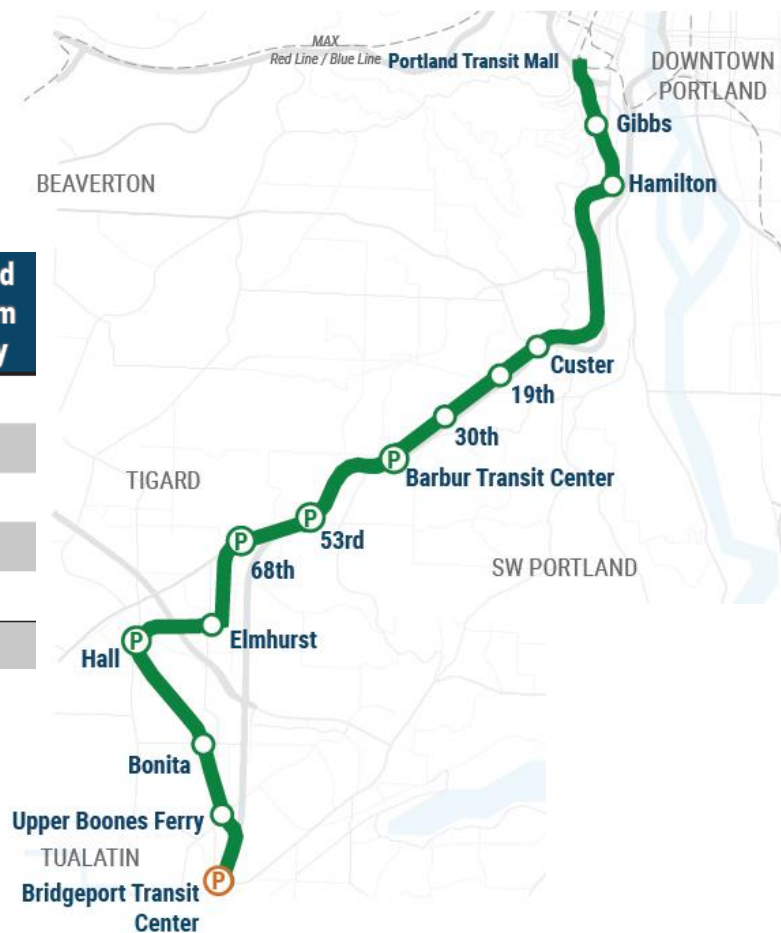 MAX
Red Line / Blue Line
Portland Transit Mall
DOWNTOWN
PORTLAND
Gibbs
BEAVERTON
Hamilton
d
m
y
Custer
19th
30th
P
Barbur Transit Center
TIGARD
P
53rd
P
68th
SW PORTLAND
Elmhurst
P
Hall
Bonita
Upper Boones Ferry
TUALATIN
P
Bridgeport Transit
Center